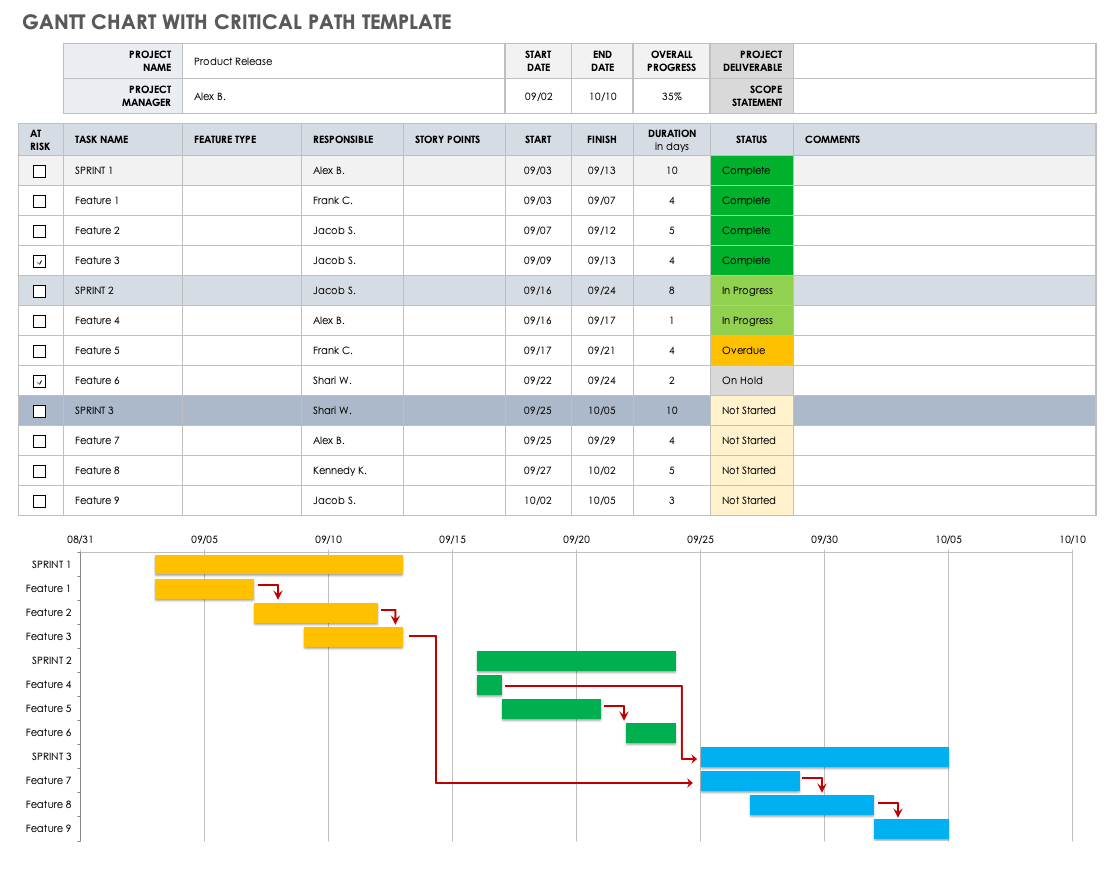 GANTT CHART WITH CRITICAL PATH TEMPLATE
PROJECT NAME Product Release START DATE END DATE OVERALL PROGRESS PROJECT DELIVERABLE
PROJECT MANAGER Alex B. 09/02 10/10 35% SCOPE STATEMENT
AT RISK TASK NAME FEATURE TYPE RESPONSIBLE STORY POINTS START FINISH DURATION in days STATUS COMMENTS
SPRINT 1 Alex B. 09/03 09/13 10 Complete
Feature 1 Frank C. 09/03 09/07 4 Complete
Feature 2 Jacob S. 09/07 09/12 5 Complete
Feature 3 Jacob S. 09/09 09/13 4 Complete
SPRINT 2 Jacob S. 09/16 09/24 8 In Progress
Feature 4 Alex B. 09/16 09/17 1 In Progress
Feature 5 Frank C. 09/17 09/21 4 Overdue
Feature 6 Shari W. 09/22 09/24 2 On Hold
SPRINT 3 Shari W. 09/25 10/05 10 Not Started
Feature 7 Alex B. 09/25 09/29 4 Not Started
Feature 8 Kennedy K. 09/27 10/02 5 Not Started
Feature 9 Jacob S. 10/02 10/05 3 Not Started
08/31 09/05 09/10 09/15 09/20 09/25 09/30 10/05 10/10
SPRINT 1
Feature 1
Feature 2
Feature 3
SPRINT 2
Feature 4
Feature 5
Feature 6
SPRINT 3
Feature 7
Feature 8
Feature 9